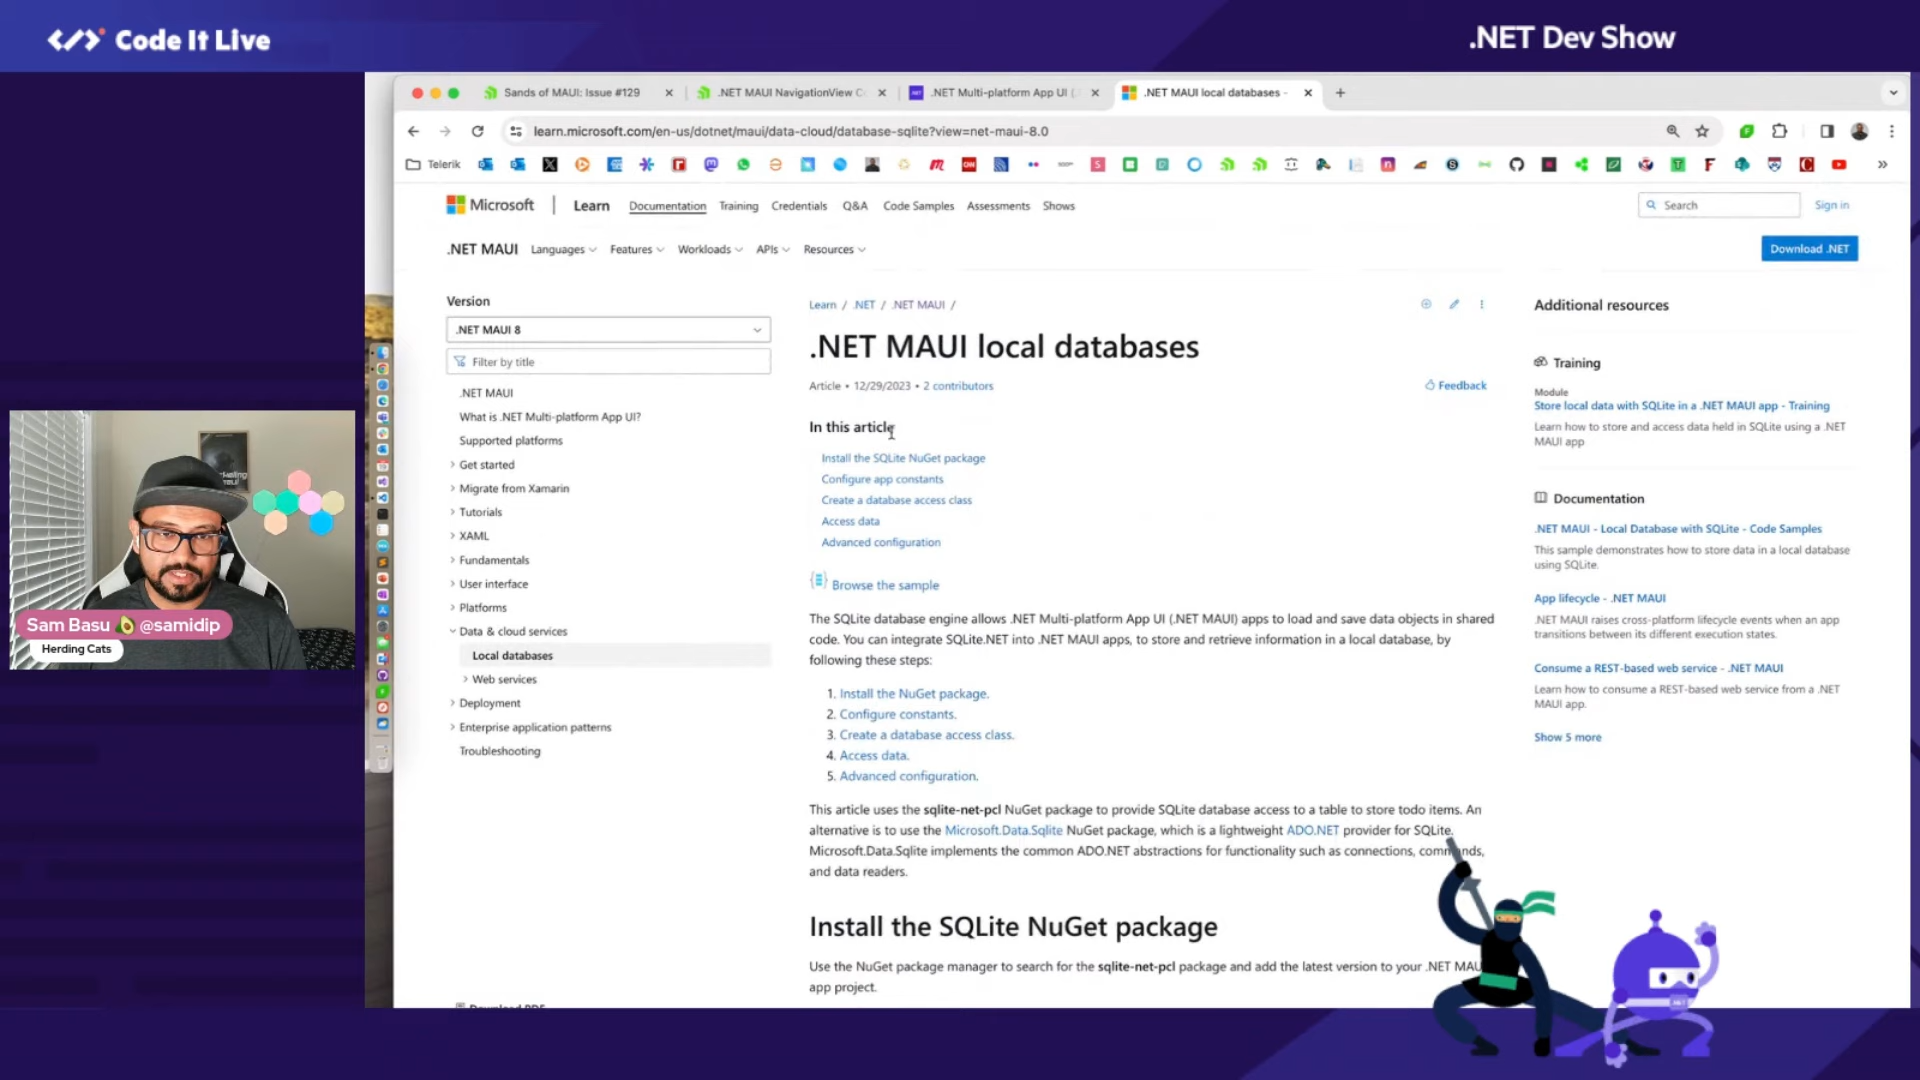 Code It Live
.NET Dev Show
Sands of MAUI: Issue #129
.NET MAUI NavigationView C
.NET Multi-platform App UI (
.NET MAUI local databases -
learn.microsoft.com/en-us/dotnet/maui/data-cloud/database-sqlite?view=net-maui-8.0
Telerik
Microsoft
Learn
Documentation
Training
Credentials
Q&A
Code Samples
Assessments
Shows
Search
Sign in
.NET MAUI
Languages
Features
Workloads
APIs
Resources
Download .NET
Version
.NET MAUI 8
Filter by title
.NET MAUI
What is .NET Multi-platform App UI?
Supported platforms
Get started
Migrate from Xamarin
Tutorials
XAML
Fundamentals
User interface
Platforms
Data & cloud services
Local databases
Web services
Deployment
Enterprise application patterns
Troubleshooting
Download PDF
Learn / .NET / .NET MAUI /
.NET MAUI local databases
Article • 12/29/2023 • 2 contributors
Feedback
In this article
Install the SQLite NuGet package
Configure app constants
Create a database access class
Access data
Advanced configuration
Browse the sample
The SQLite database engine allows .NET Multi-platform App UI (.NET MAUI) apps to load and save data objects in shared
code. You can integrate SQLite.NET into .NET MAUI apps, to store and retrieve information in a local database, by
following these steps:
1. Install the NuGet package.
2. Configure constants.
3. Create a database access class.
4. Access data.
5. Advanced configuration.
This article uses the sqlite-net-pcl NuGet package to provide SQLite database access to a table to store todo items. An
alternative is to use the Microsoft.Data.Sqlite NuGet package, which is a lightweight ADO.NET provider for SQLite.
Microsoft.Data.Sqlite implements the common ADO.NET abstractions for functionality such as connections, commands,
and data readers.
Install the SQLite NuGet package
Use the NuGet package manager to search for the sqlite-net-pcl package and add the latest version to your .NET MAU
app project.
Additional resources
Training
Module
Store local data with SQLite in a .NET MAUI app - Training
Learn how to store and access data held in SQLite using a .NET
MAUI app
Documentation
.NET MAUI - Local Database with SQLite - Code Samples
This sample demonstrates how to store data in a local database
using SQLite.
App lifecycle - .NET MAUI
.NET MAUI raises cross-platform lifecycle events when an app
transitions between its different execution states.
Consume a REST-based web service - .NET MAUI
Learn how to consume a REST-based web service from a .NET
MAUI app.
Show 5 more
Sam Basu 🥑 @samidip
Herding Cats